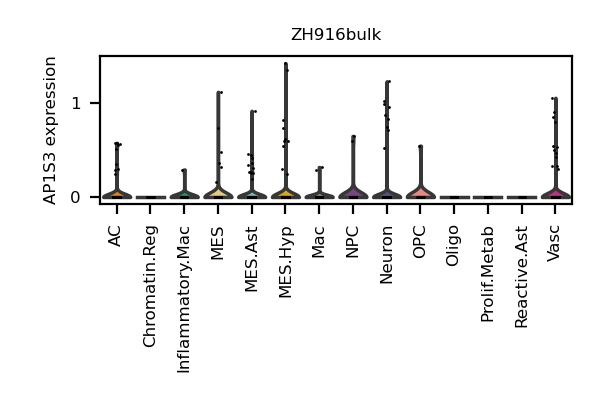 ZH916bulk
AP1S3 expression
1
0
AC
Chromatin.Reg
Inflammatory.Mac
MES
MES.Ast
MES.Hyp
Mac
NPC
Neuron
OPC
Oligo
Prolif.Metab
Reactive.Ast
Vasc